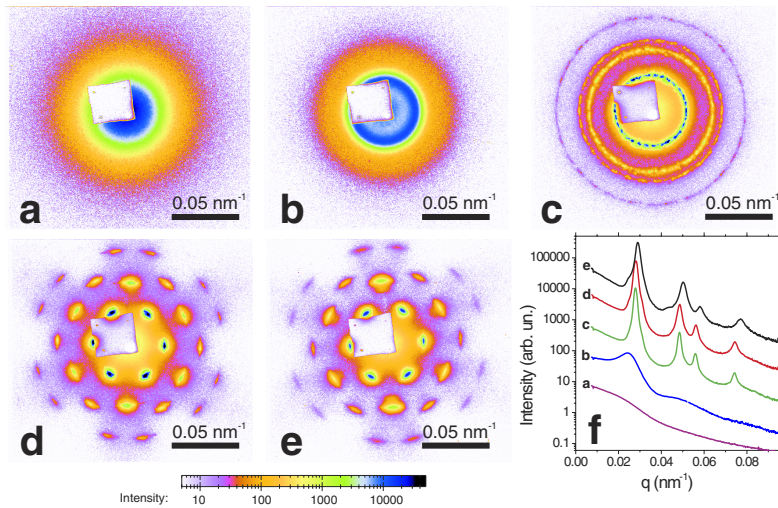 0.05 nm⁻¹
a
0.05 nm⁻¹
b
0.05 nm⁻¹
c
0.05 nm⁻¹
d
0.05 nm⁻¹
e
Intensity (arb. un.)
100000
10000
1000
100
10
1
0.1
e
d
c
b
a
f
0.00 0.02 0.04 0.06 0.08
q (nm⁻¹)
Intensity: 10 100 1000 10000